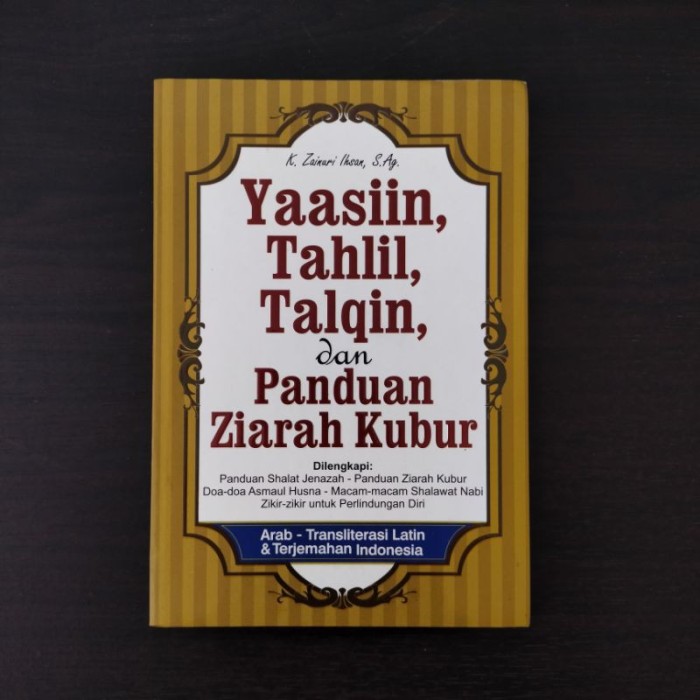 K. Zainuri Ihsan, S.Ag.
Yaasiin,
Tahlil,
Talqin,
dan
Panduan
Ziarah Kubur
Dilengkapi:
Panduan Shalat Jenazah - Panduan Ziarah Kubur
Doa-doa Asmaul Husna - Macam-macam Shalawat Nabi
Zikir-zikir untuk Perlindungan Diri
Arab - Transliterasi Latin
& Terjemahan Indonesia